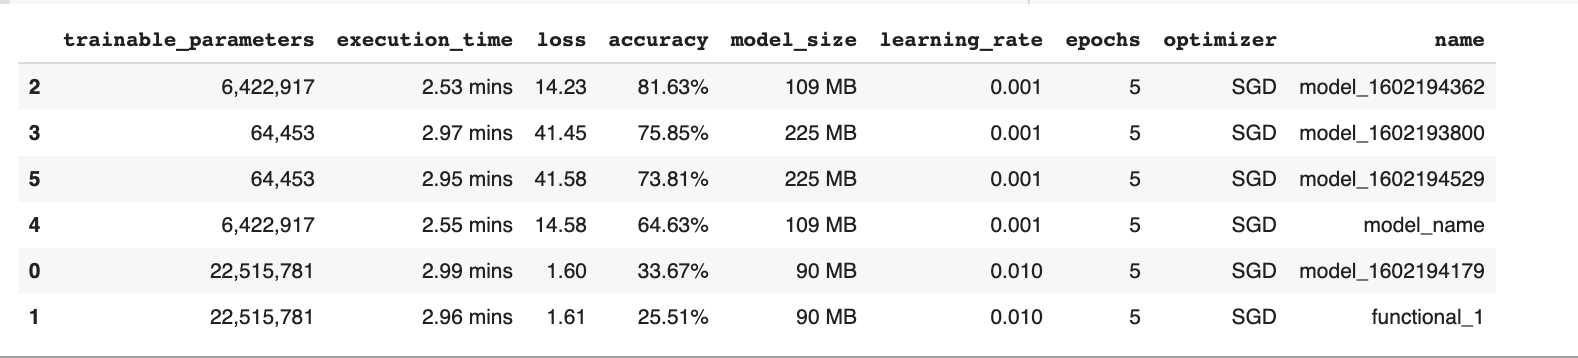 trainable_parameters execution_time loss accuracy model_size learning_rate epochs optimizer name
2 6,422,917 2.53 mins 14.23 81.63% 109 MB 0.001 5 SGD model_1602194362
3 64,453 2.97 mins 41.45 75.85% 225 MB 0.001 5 SGD model_1602193800
5 64,453 2.95 mins 41.58 73.81% 225 MB 0.001 5 SGD model_1602194529
4 6,422,917 2.55 mins 14.58 64.63% 109 MB 0.001 5 SGD model_name
0 22,515,781 2.99 mins 1.60 33.67% 90 MB 0.010 5 SGD model_1602194179
1 22,515,781 2.96 mins 1.61 25.51% 90 MB 0.010 5 SGD functional_1